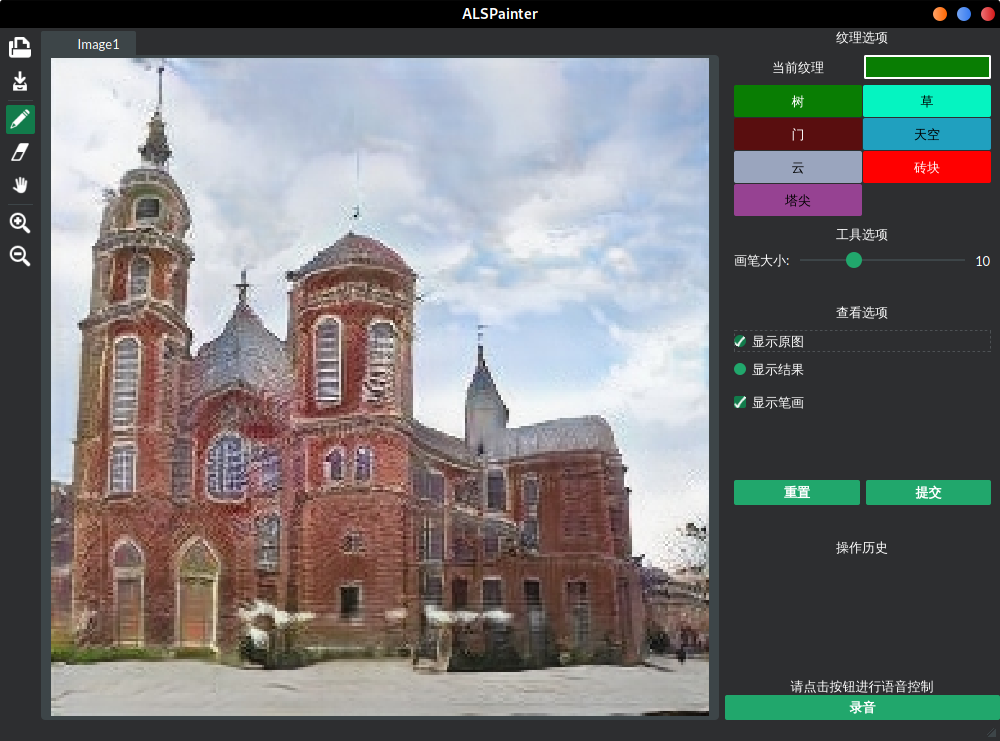 ALSPainter
Image1
纹理选项
当前纹理
树 草
门 天空
云 砖块
塔尖
工具选项
画笔大小: 10
查看选项
显示原图
显示结果
显示笔画
重置 提交
操作历史
请点击按钮进行语音控制
录音